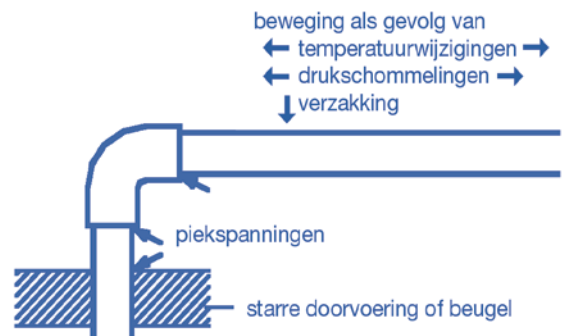 beweging als gevolg van
temperatuurwijzigingen
drukschommelingen
verzakking
piekspanningen
starre doorvoering of beugel